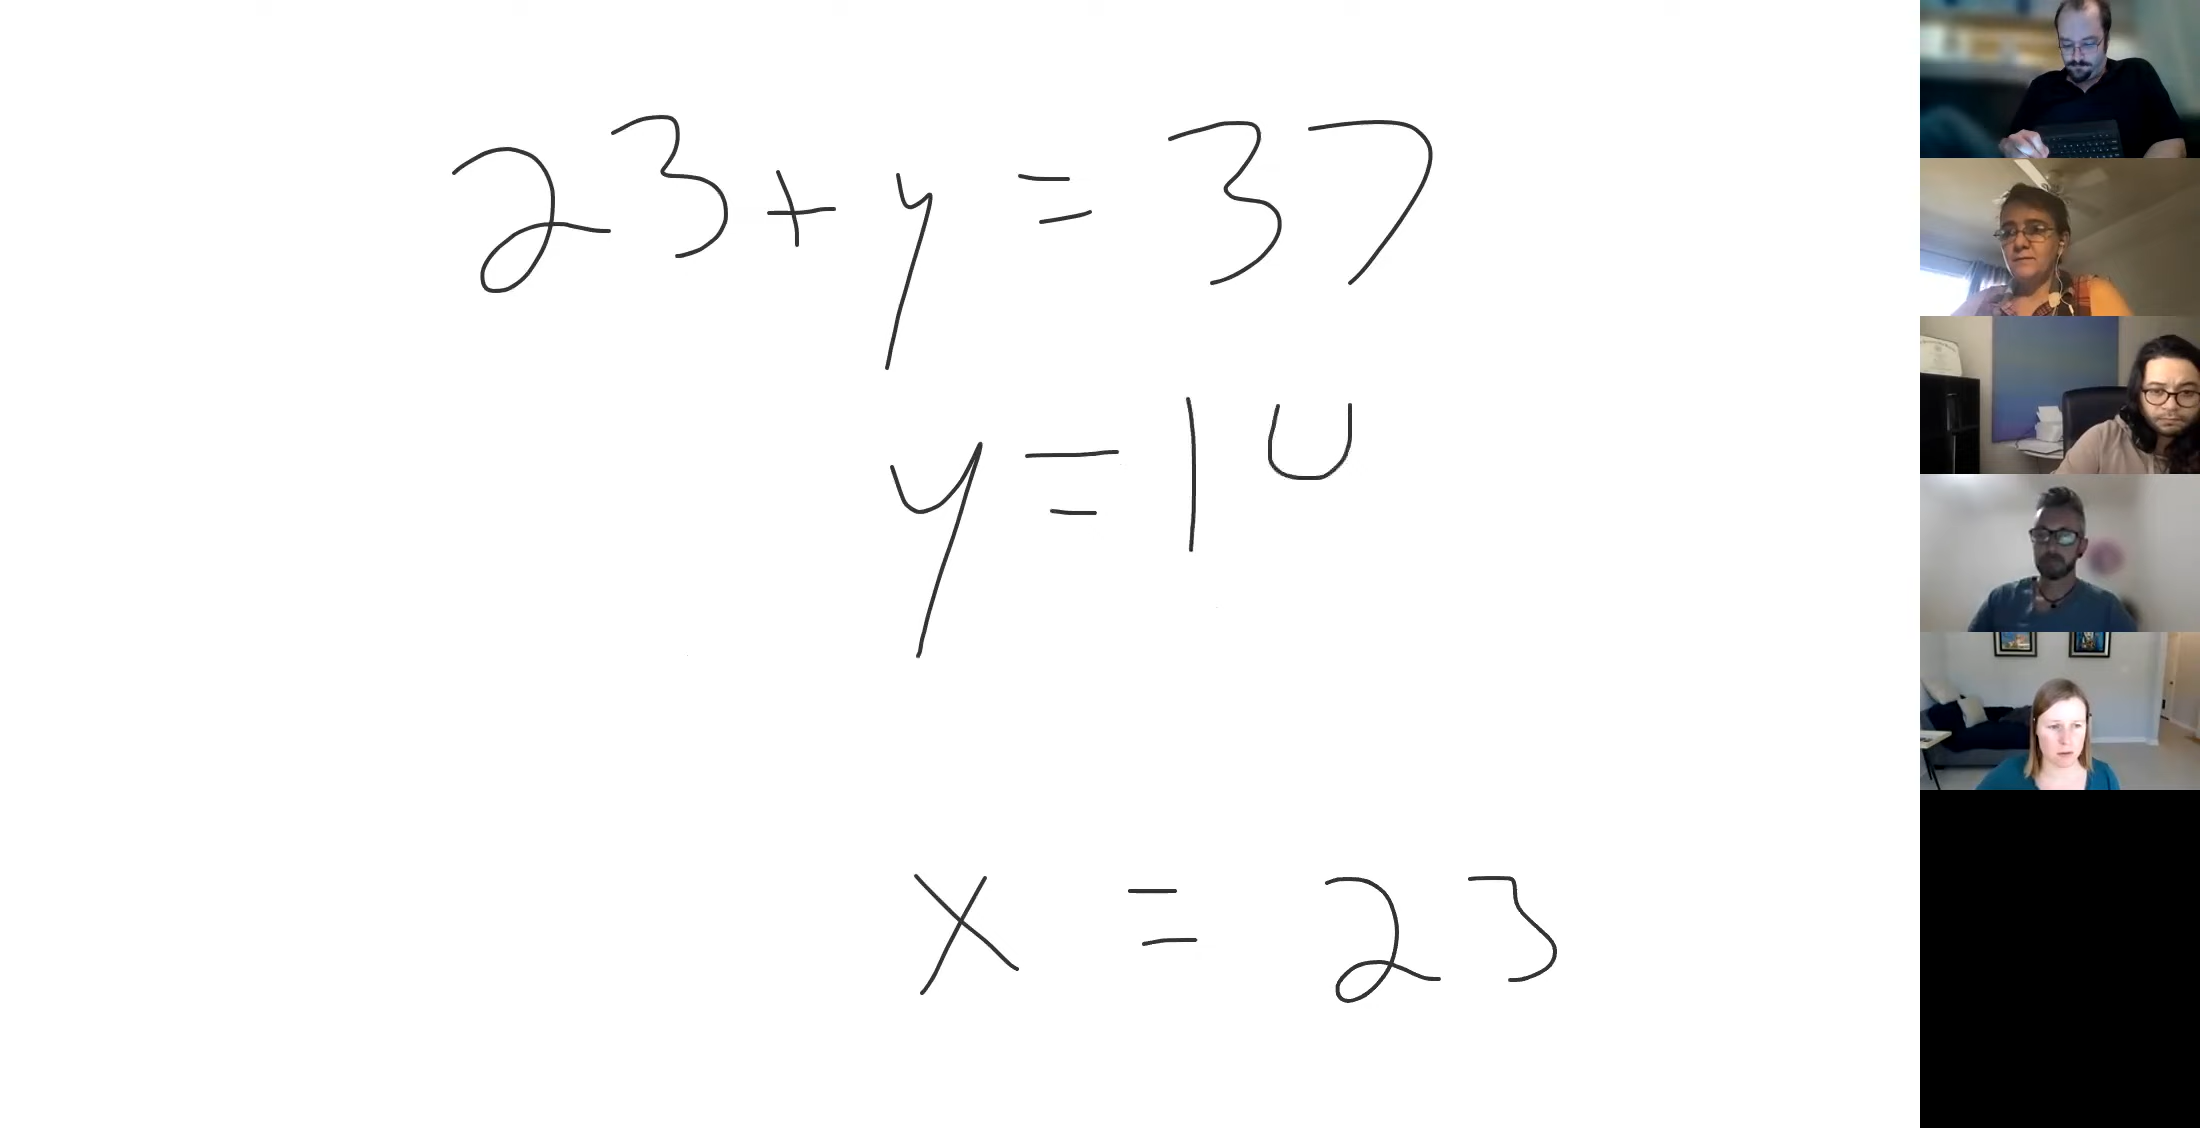 23 + y = 37
y = 1
x = 23